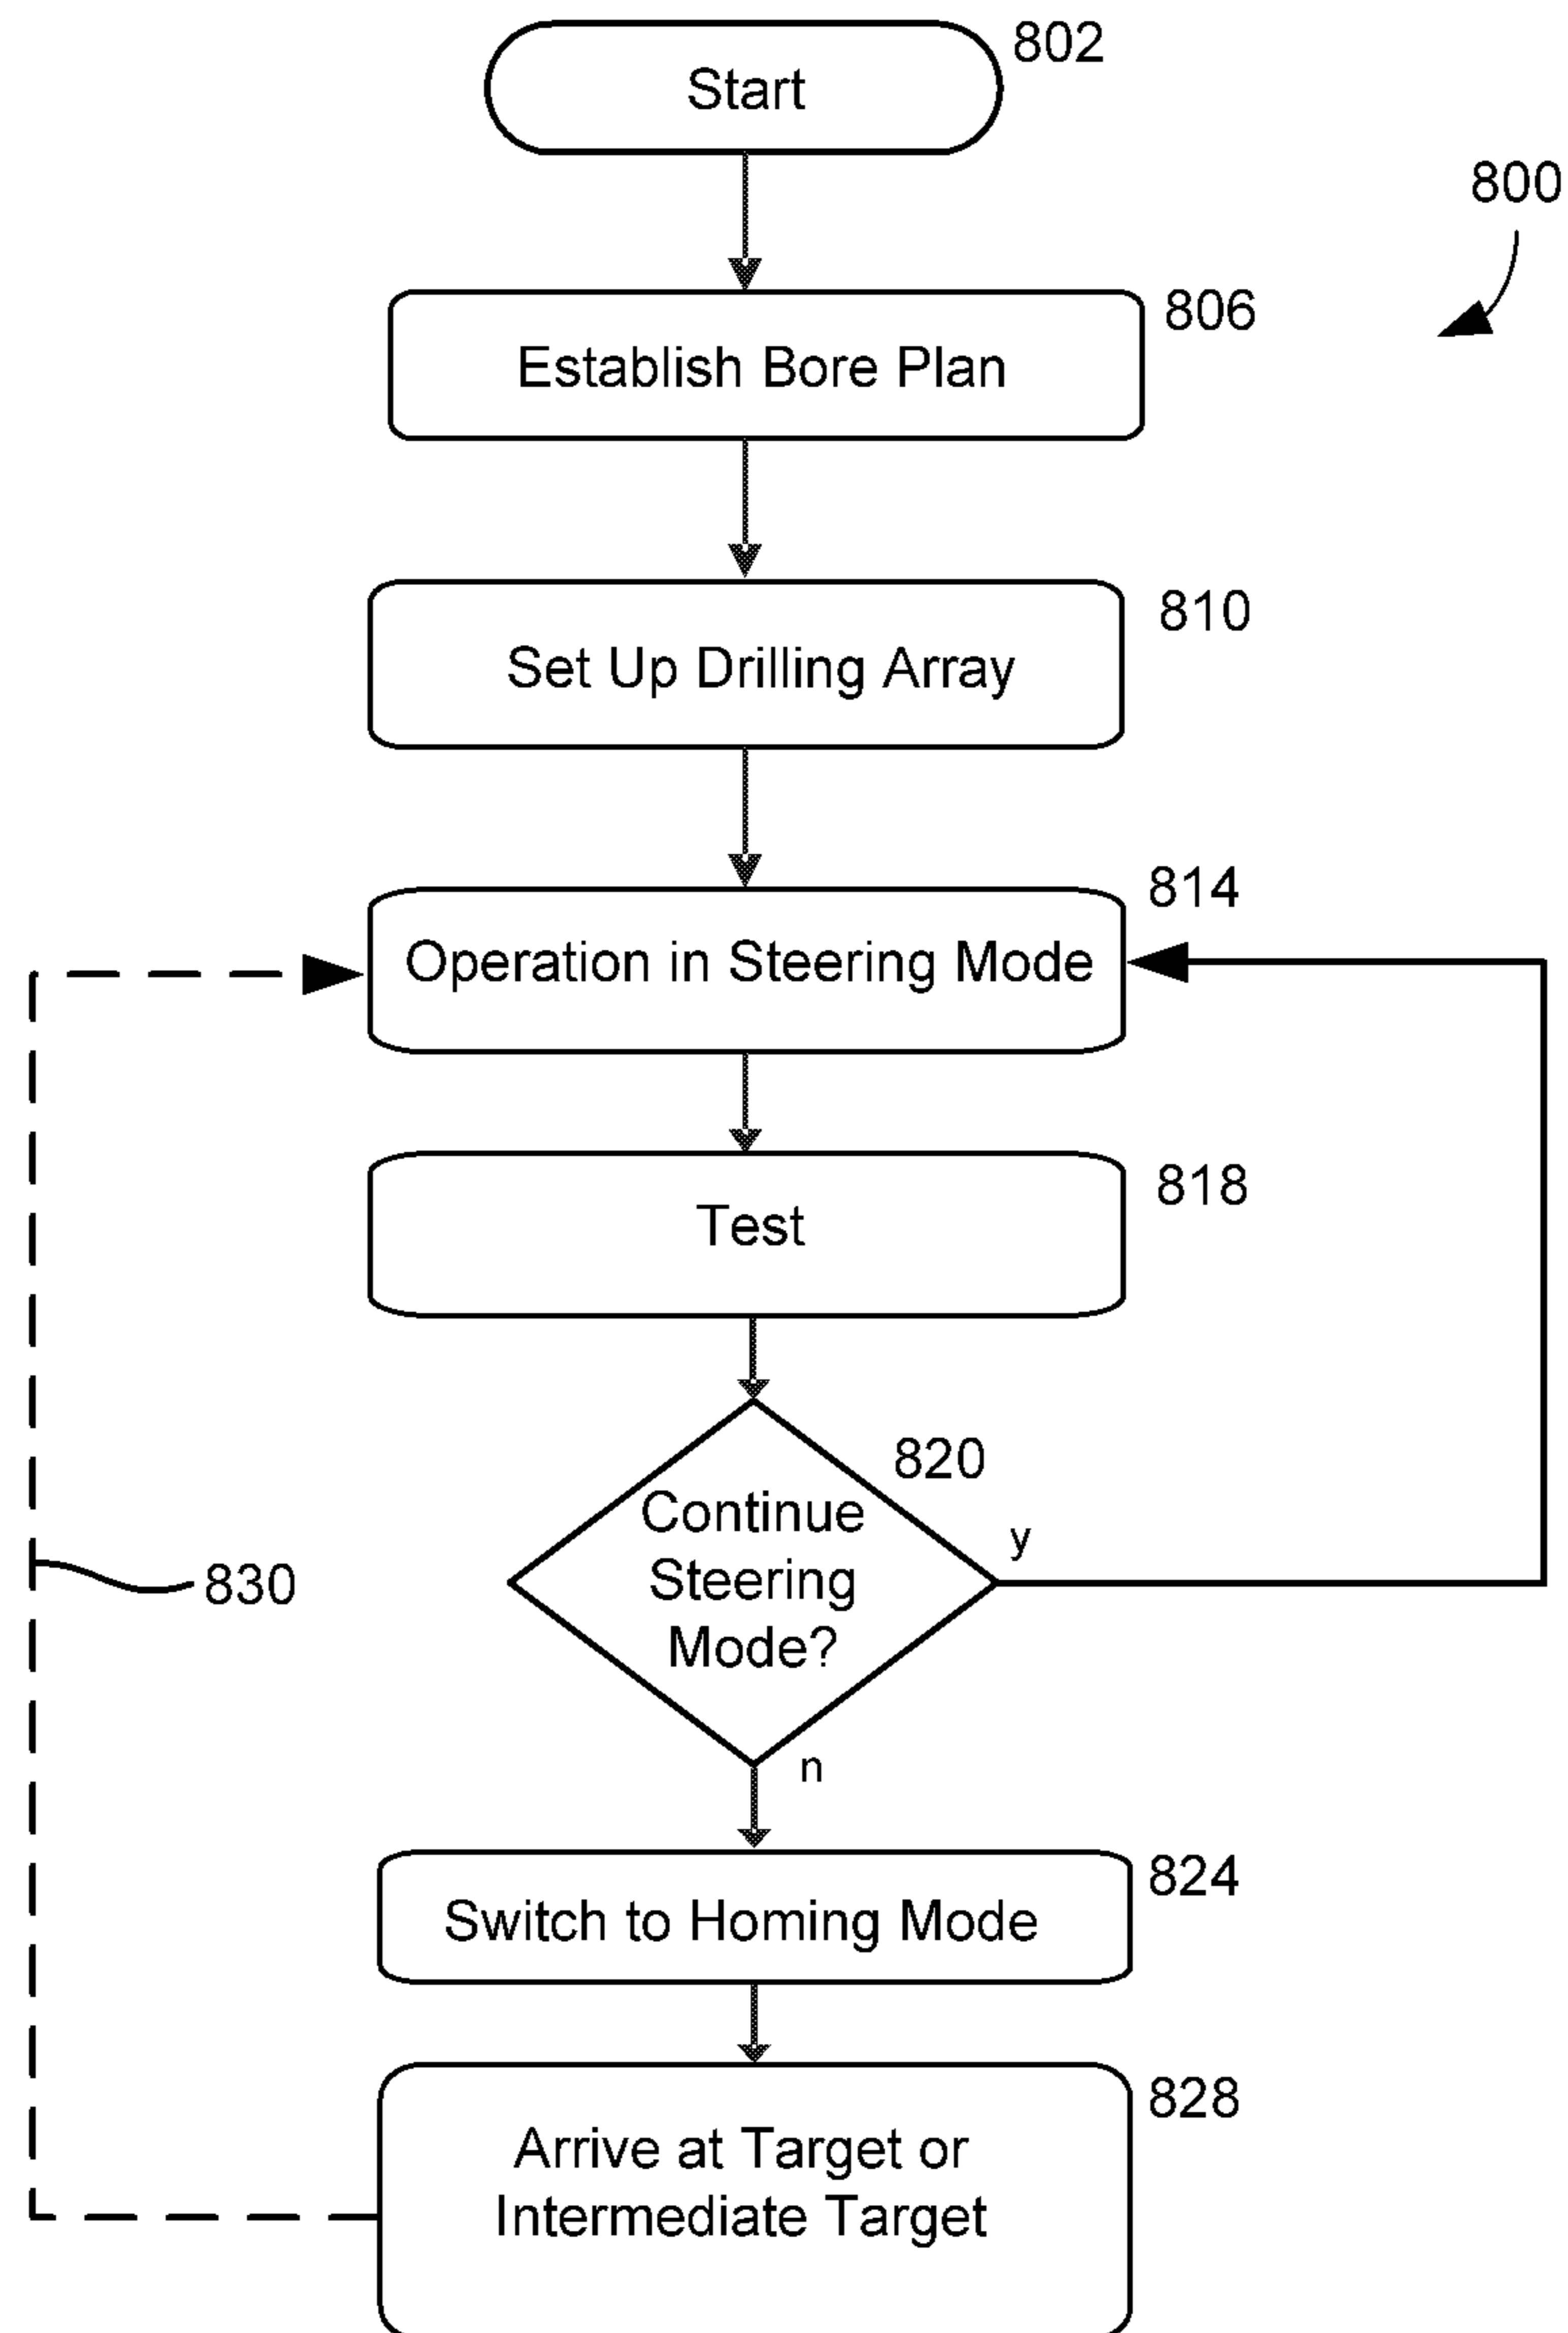 802
Start
800
806
Establish Bore Plan
810
Set Up Drilling Array
814
Operation in Steering Mode
818
Test
820
Continue
Steering
Mode?
y
830
n
824
Switch to Homing Mode
828
Arrive at Target or
Intermediate Target